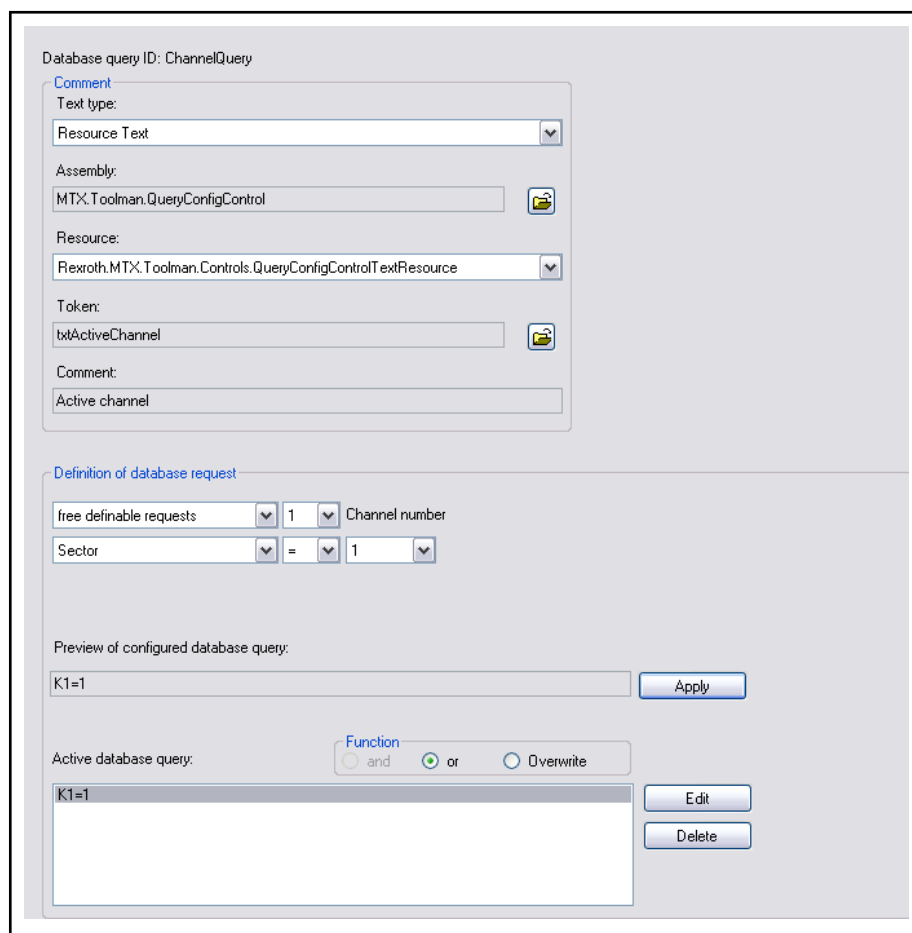 Database query ID: ChannelQuery
Comment
Text type:
Resource Text
Assembly:
MTX.Toolman.QueryConfigControl
Resource:
Rexroth.MTX.Toolman.Controls.QueryConfigControlTextResource
Token:
txtActiveChannel
Comment:
Active channel
Definition of database request
free definable requests 1 Channel number
Sector = 1
Preview of configured database query:
K1=1 Apply
Function
Active database query: and or Overwrite
K1=1
Edit
Delete